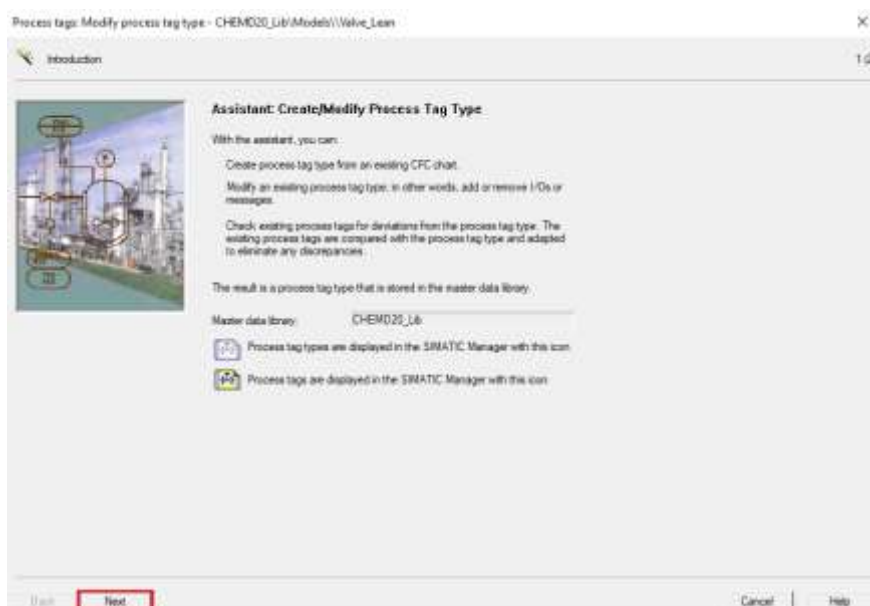 Process tags: Modify process tag type - CHEMD20_Lib\Models\\Valve_Lean
Introduction
1 (2
Assistant: Create/Modify Process Tag Type
With the assistant, you can:
Create process tag type from an existing CFC chart.
Modify an existing process tag type, in other words, add or remove I/Os or
messages.
Check existing process tags for deviations from the process tag type. The
existing process tags are compared with the process tag type and adapted
to eliminate any discrepancies.
The result is a process tag type that is stored in the master data library.
Master data library: CHEMD20_Lib
Process tag types are displayed in the SIMATIC Manager with this icon
Process tags are displayed in the SIMATIC Manager with this icon
Back Next Cancel Help